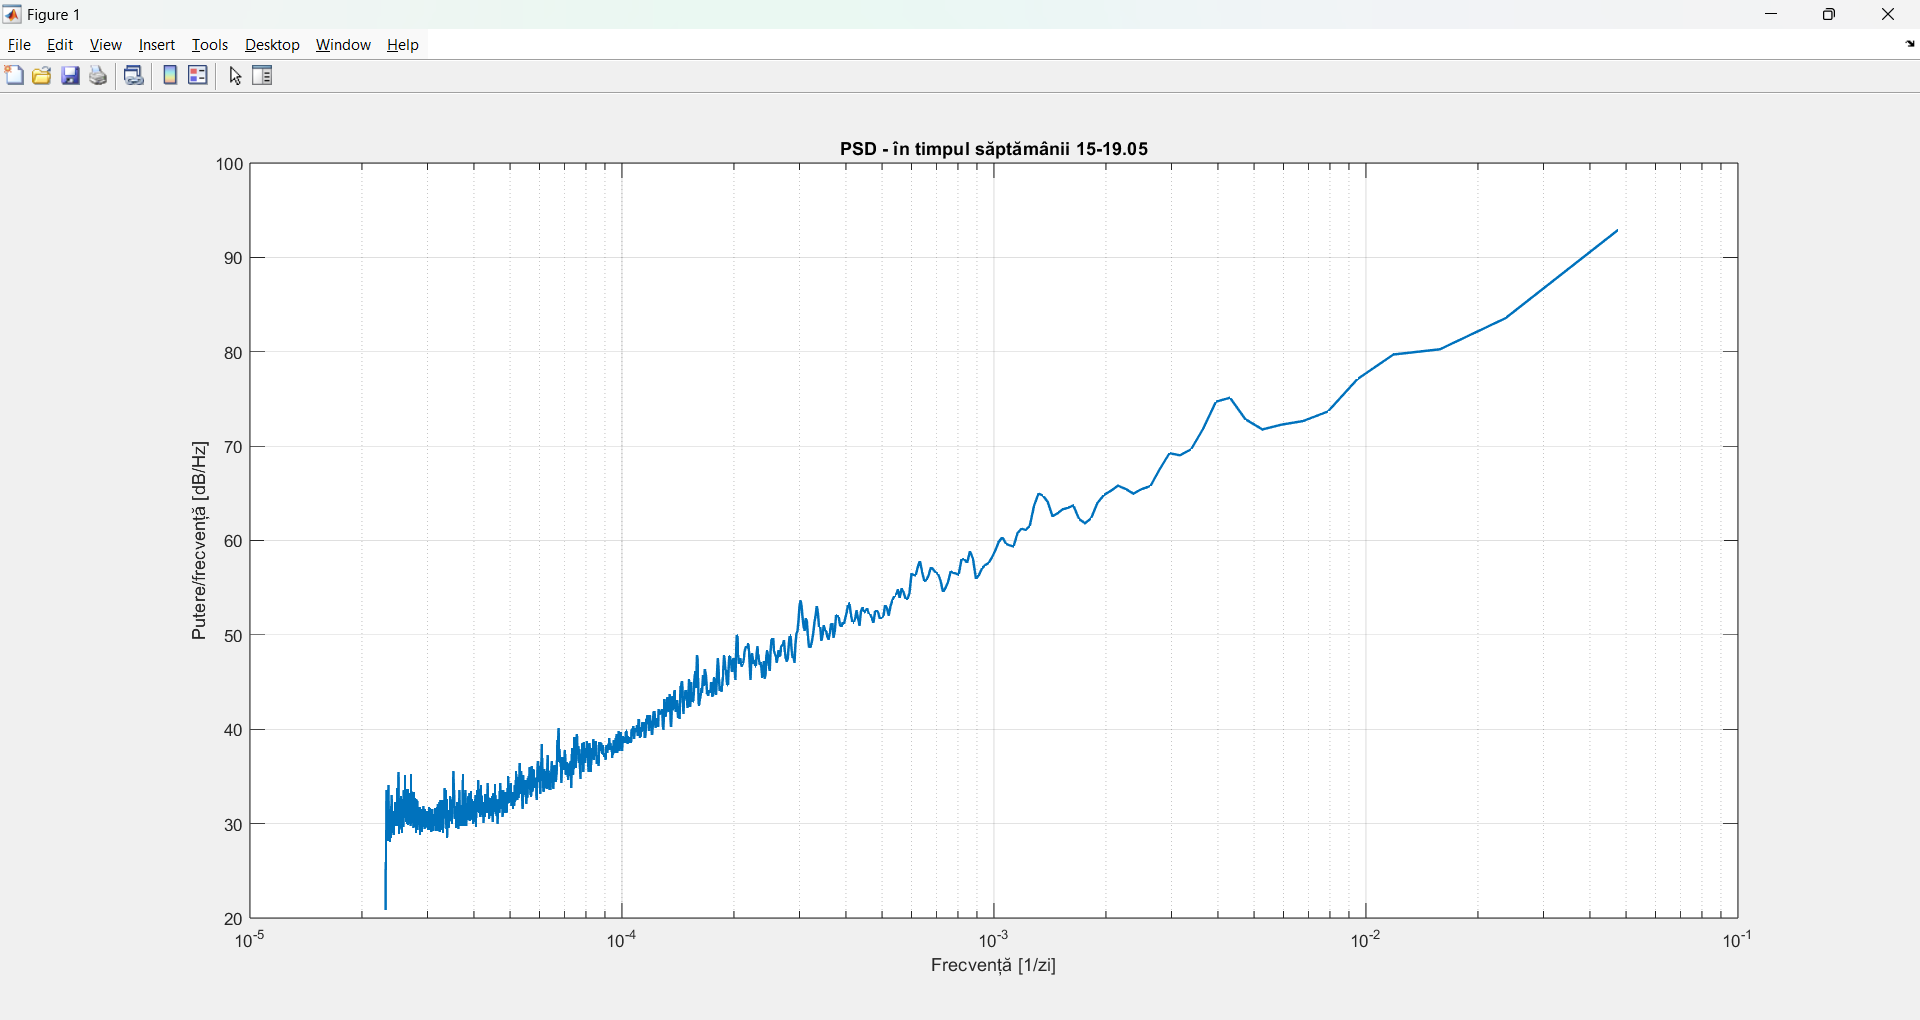 Figure 1
File Edit View Insert Tools Desktop Window Help
PSD - în timpul săptămânii 15-19.05
100
90
80
70
60
50
40
30
20
Putere/frecvență [dB/Hz]
10⁻⁵ 10⁻⁴ 10⁻³ 10⁻² 10⁻¹
Frecvență [1/zi]